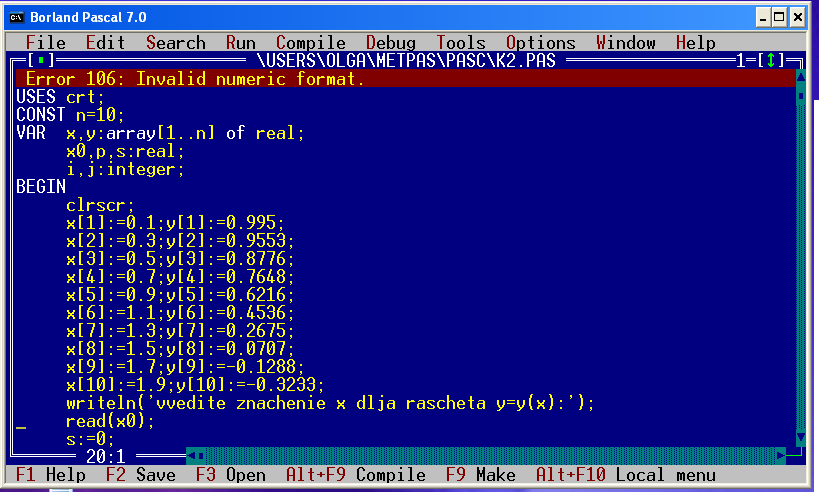 Borland Pascal 7.0
File Edit Search Run Compile Debug Tools Options Window Help
[■] \USERS\OLGA\METPAS\PASC\K2.PAS 1=[↕]
Error 106: Invalid numeric format.
USES crt;
CONST n=10;
VAR x,y:array[1..n] of real;
x0,p,s:real;
i,j:integer;
BEGIN
clrscr;
x[1]:=0.1;y[1]:=0.995;
x[2]:=0.3;y[2]:=0.9553;
x[3]:=0.5;y[3]:=0.8776;
x[4]:=0.7;y[4]:=0.7648;
x[5]:=0.9;y[5]:=0.6216;
x[6]:=1.1;y[6]:=0.4536;
x[7]:=1.3;y[7]:=0.2675;
x[8]:=1.5;y[8]:=0.0707;
x[9]:=1.7;y[9]:=-0.1288;
x[10]:=1.9;y[10]:=-0.3233;
writeln('vvedite znachenie x dlja rascheta y=y(x):');
read(x0);
s:=0;
20:1
F1 Help F2 Save F3 Open Alt+F9 Compile F9 Make Alt+F10 Local menu